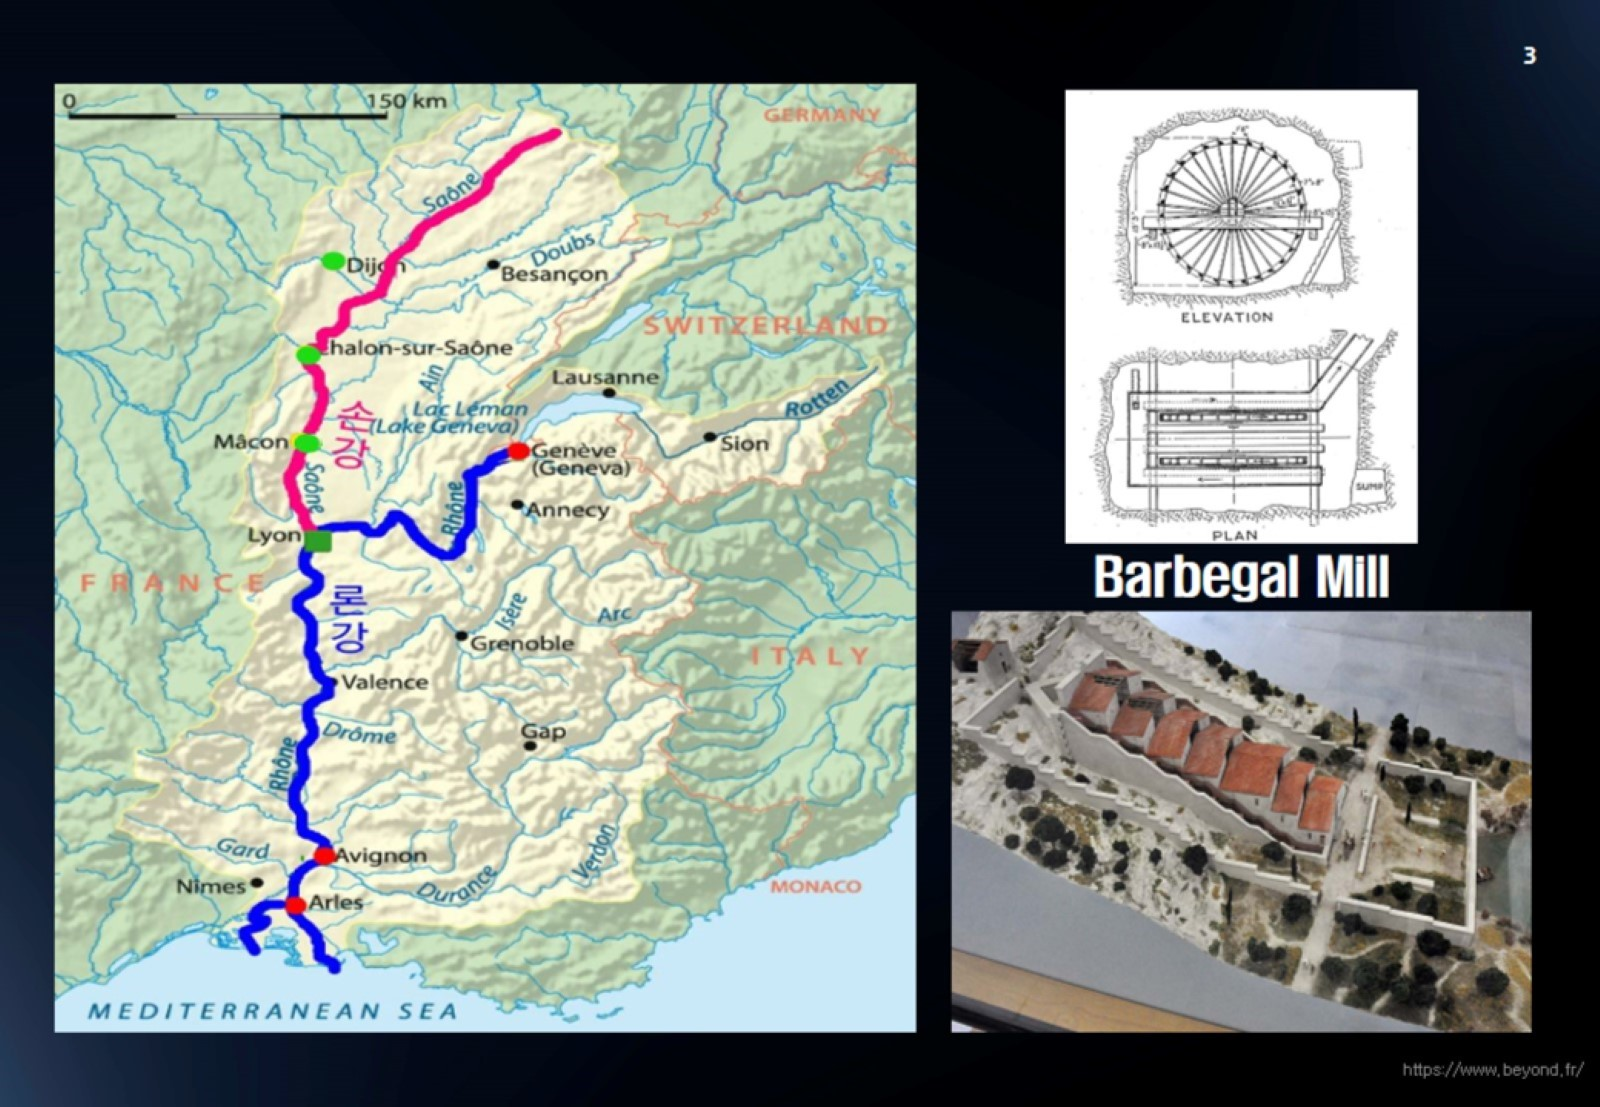 3
0 150 km
GERMANY
Saône
Doubs
Dijon
Besançon
SWITZERLAND
Chalon-sur-Saône
Ain
Lausanne
Lac Léman
(Lake Geneva)
Rotten
손강
Mâcon
Sion
Genève
(Geneva)
Saône
Rhône
Annecy
Lyon
FRANCE
론강
Isère
Arc
Grenoble
ITALY
Valence
Drôme
Gap
Rhône
Avignon
Gard
Verdon
Durance
Nîmes
MONACO
Arles
MEDITERRANEAN SEA
ELEVATION
SUMP
PLAN
Barbegal Mill
https://www.beyond.fr/